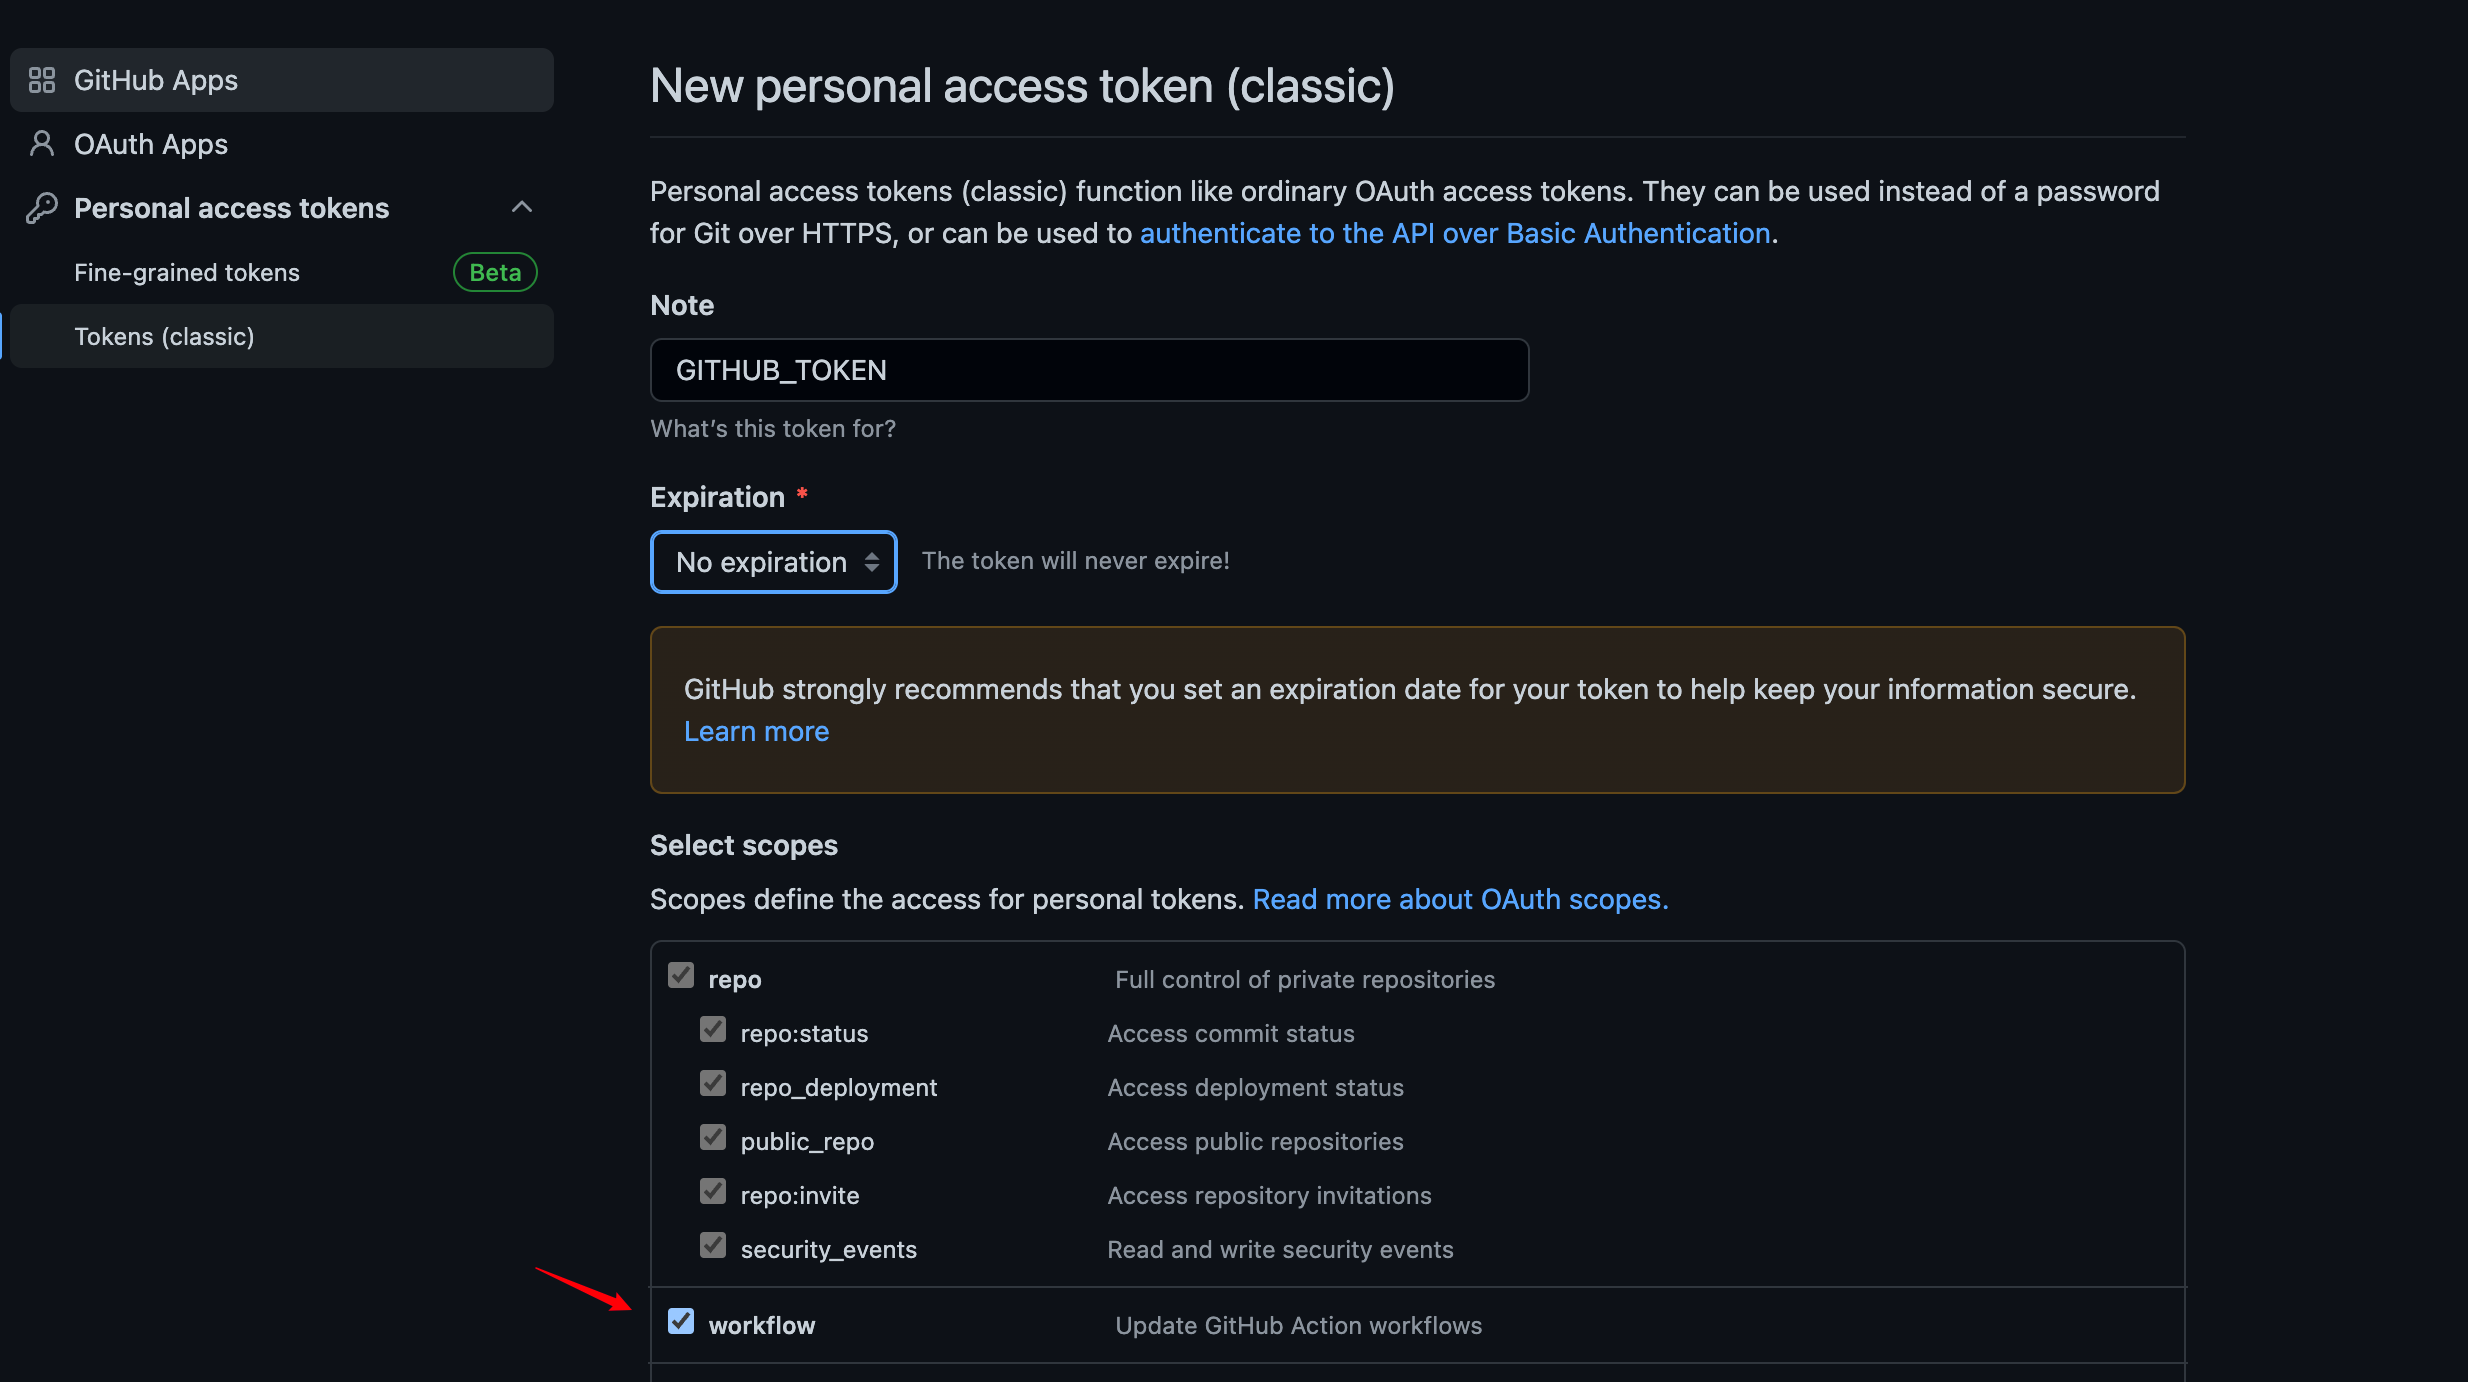 GitHub Apps
OAuth Apps
Personal access tokens
Fine-grained tokens Beta
Tokens (classic)
New personal access token (classic)
Personal access tokens (classic) function like ordinary OAuth access tokens. They can be used instead of a password
for Git over HTTPS, or can be used to authenticate to the API over Basic Authentication.
Note
GITHUB_TOKEN
What's this token for?
Expiration *
No expiration The token will never expire!
GitHub strongly recommends that you set an expiration date for your token to help keep your information secure.
Learn more
Select scopes
Scopes define the access for personal tokens. Read more about OAuth scopes.
repo Full control of private repositories
repo:status Access commit status
repo_deployment Access deployment status
public_repo Access public repositories
repo:invite Access repository invitations
security_events Read and write security events
workflow Update GitHub Action workflows